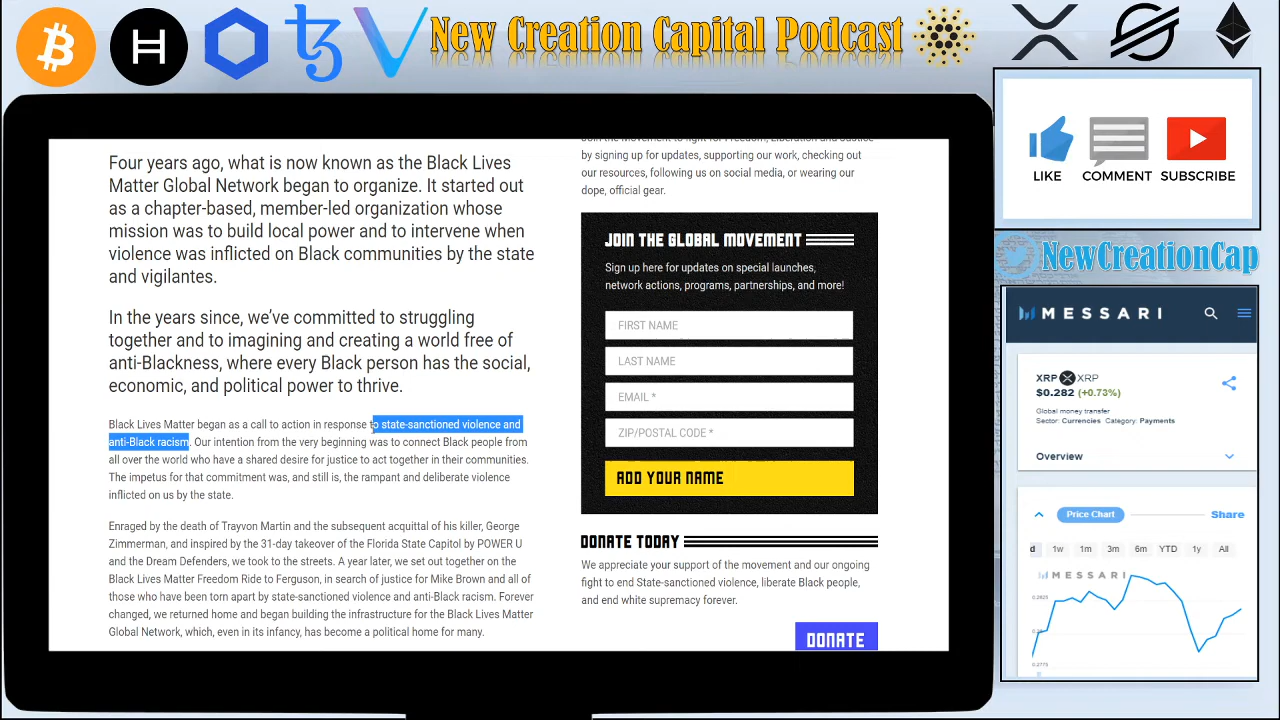 New Creation Capital Podcast
Four years ago, what is now known as the Black Lives
Matter Global Network began to organize. It started out
as a chapter-based, member-led organization whose
mission was to build local power and to intervene when
violence was inflicted on Black communities by the state
and vigilantes.
In the years since, we've committed to struggling
together and to imagining and creating a world free of
anti-Blackness, where every Black person has the social,
economic, and political power to thrive.
Black Lives Matter began as a call to action in response to state-sanctioned violence and
anti-Black racism. Our intention from the very beginning was to connect Black people from
all over the world who have a shared desire for justice to act together in their communities.
The impetus for that commitment was, and still is, the rampant and deliberate violence
inflicted on us by the state.
Enraged by the death of Trayvon Martin and the subsequent acquittal of his killer, George
Zimmerman, and inspired by the 31-day takeover of the Florida State Capitol by POWER U
and the Dream Defenders, we took to the streets. A year later, we set out together on the
Black Lives Matter Freedom Ride to Ferguson, in search of justice for Mike Brown and all of
those who have been torn apart by state-sanctioned violence and anti-Black racism. Forever
changed, we returned home and began building the infrastructure for the Black Lives Matter
Global Network, which, even in its infancy, has become a political home for many.
Join the Movement to fight for Freedom, Liberation and Justice
by signing up for updates, supporting our work, checking out
our resources, following us on social media, or wearing our
dope, official gear.
JOIN THE GLOBAL MOVEMENT
Sign up here for updates on special launches,
network actions, programs, partnerships, and more!
FIRST NAME
LAST NAME
EMAIL *
ZIP/POSTAL CODE *
ADD YOUR NAME
DONATE TODAY
We appreciate your support of the movement and our ongoing
fight to end State-sanctioned violence, liberate Black people,
and end white supremacy forever.
DONATE
LIKE COMMENT SUBSCRIBE
NewCreationCap
MESSARI
XRP XRP
$0.282 (+0.73%)
Global money transfer
Sector: Currencies Category: Payments
Overview
Price Chart Share
d 1w 1m 3m 6m YTD 1y All
MESSARI
0.2825
0.28
0.2775